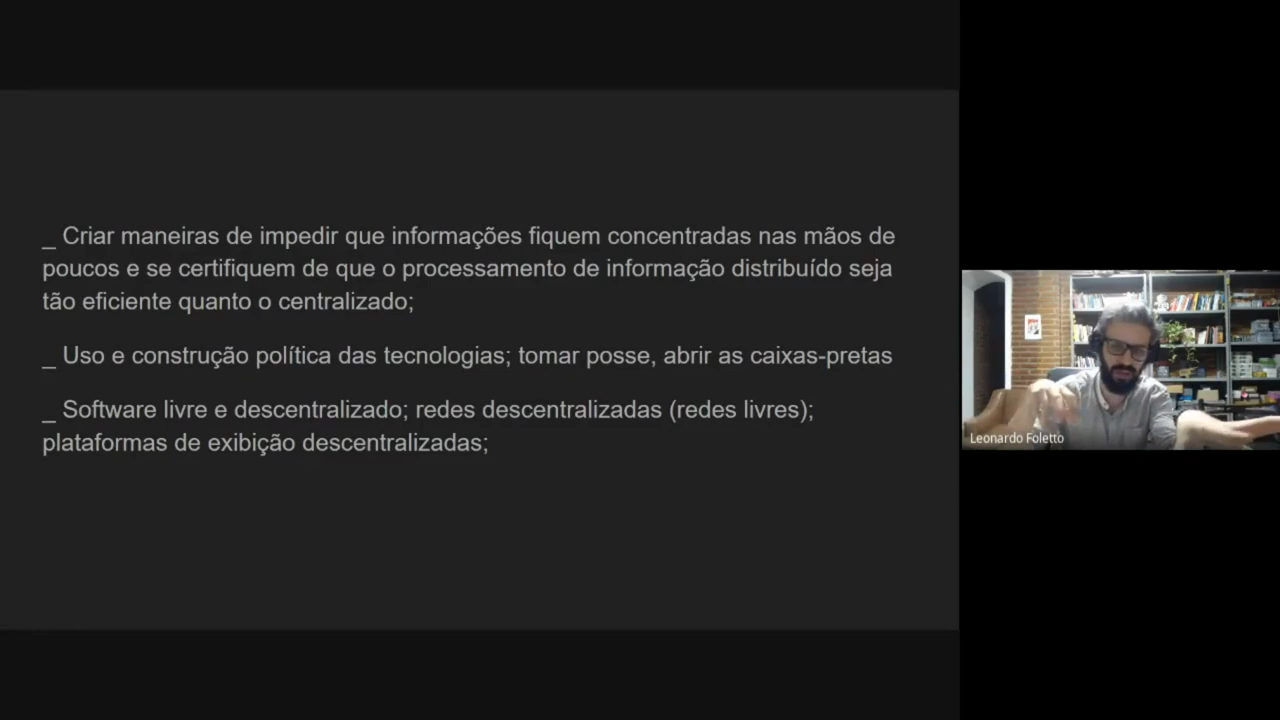 _ Criar maneiras de impedir que informações fiquem concentradas nas mãos de
poucos e se certifiquem de que o processamento de informação distribuído seja
tão eficiente quanto o centralizado;
_ Uso e construção política das tecnologias; tomar posse, abrir as caixas-pretas
_ Software livre e descentralizado; redes descentralizadas (redes livres);
plataformas de exibição descentralizadas;
Leonardo Foletto